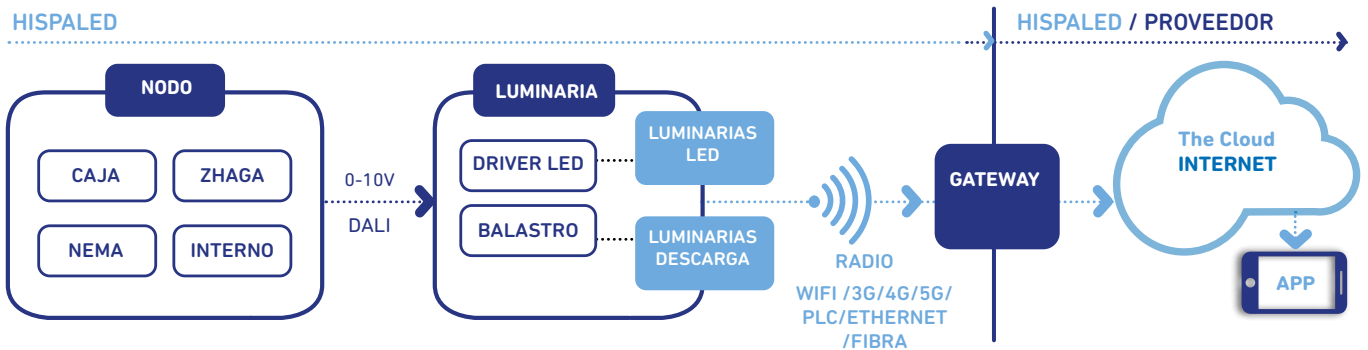 HISPALED
HISPALED / PROVEEDOR
NODO
CAJA
ZHAGA
NEMA
INTERNO
0-10V
DALI
LUMINARIA
DRIVER LED
BALASTRO
LUMINARIAS
LED
LUMINARIAS
DESCARGA
RADIO
WIFI /3G/4G/5G/
PLC/ETHERNET
/FIBRA
GATEWAY
The Cloud
INTERNET
APP